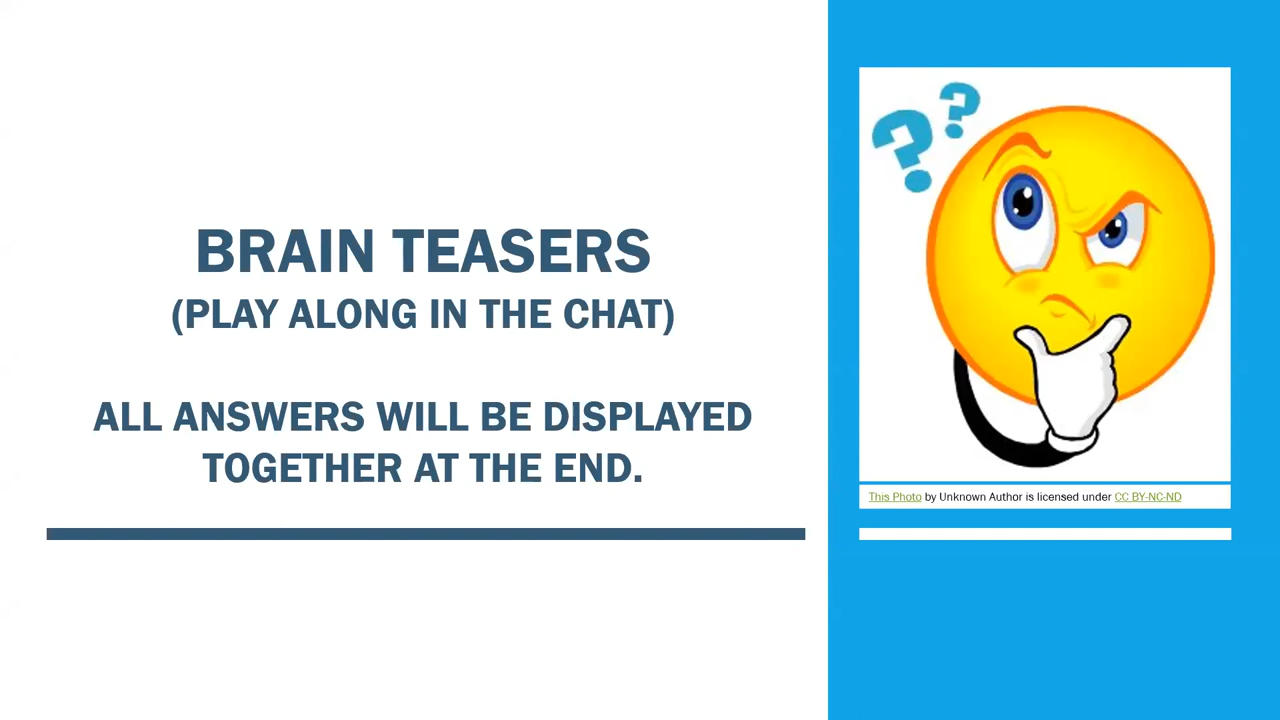 BRAIN TEASERS
(PLAY ALONG IN THE CHAT)
ALL ANSWERS WILL BE DISPLAYED
TOGETHER AT THE END.
? ?
This Photo by Unknown Author is licensed under CC BY-NC-ND